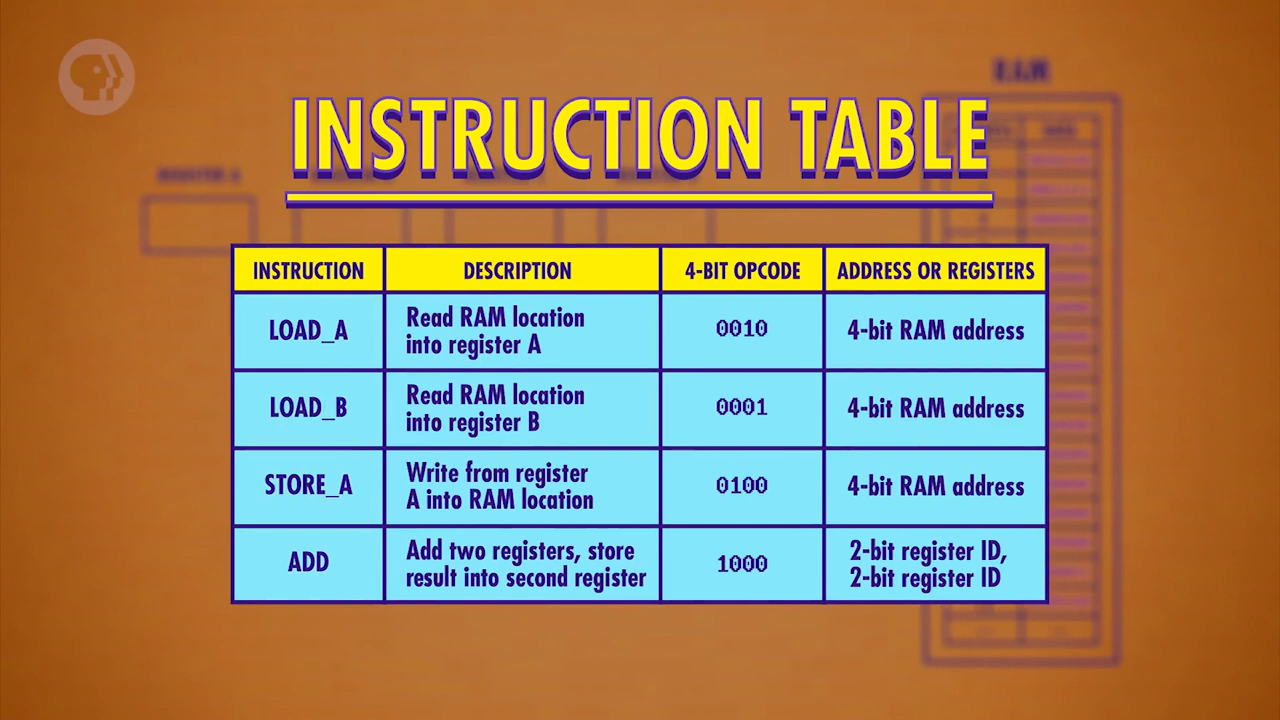 RAM
INSTRUCTION TABLE
INSTRUCTION
DESCRIPTION
4-BIT OPCODE
ADDRESS OR REGISTERS
LOAD_A
Read RAM location
into register A
0010
4-bit RAM address
LOAD_B
Read RAM location
into register B
0001
4-bit RAM address
STORE_A
Write from register
A into RAM location
0100
4-bit RAM address
ADD
Add two registers, store
result into second register
1000
2-bit register ID,
2-bit register ID